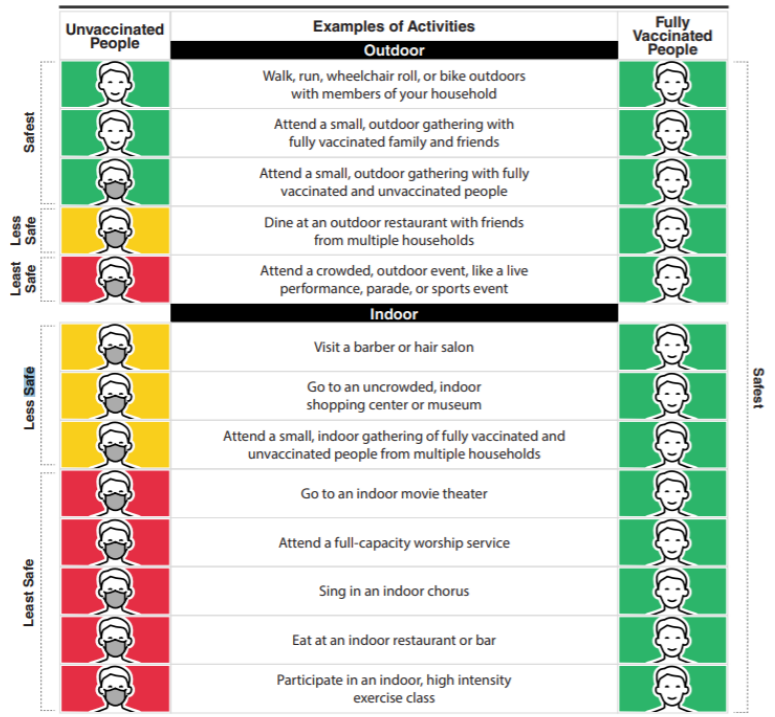 Unvaccinated
People
Examples of Activities
Fully
Vaccinated
People
Outdoor
Safest
Walk, run, wheelchair roll, or bike outdoors
with members of your household
Attend a small, outdoor gathering with
fully vaccinated family and friends
Attend a small, outdoor gathering with fully
vaccinated and unvaccinated people
Less
Safe
Dine at an outdoor restaurant with friends
from multiple households
Least
Safe
Attend a crowded, outdoor event, like a live
performance, parade, or sports event
Indoor
Less Safe
Visit a barber or hair salon
Go to an uncrowded, indoor
shopping center or museum
Attend a small, indoor gathering of fully vaccinated and
unvaccinated people from multiple households
Least Safe
Go to an indoor movie theater
Attend a full-capacity worship service
Sing in an indoor chorus
Eat at an indoor restaurant or bar
Participate in an indoor, high intensity
exercise class
Safest